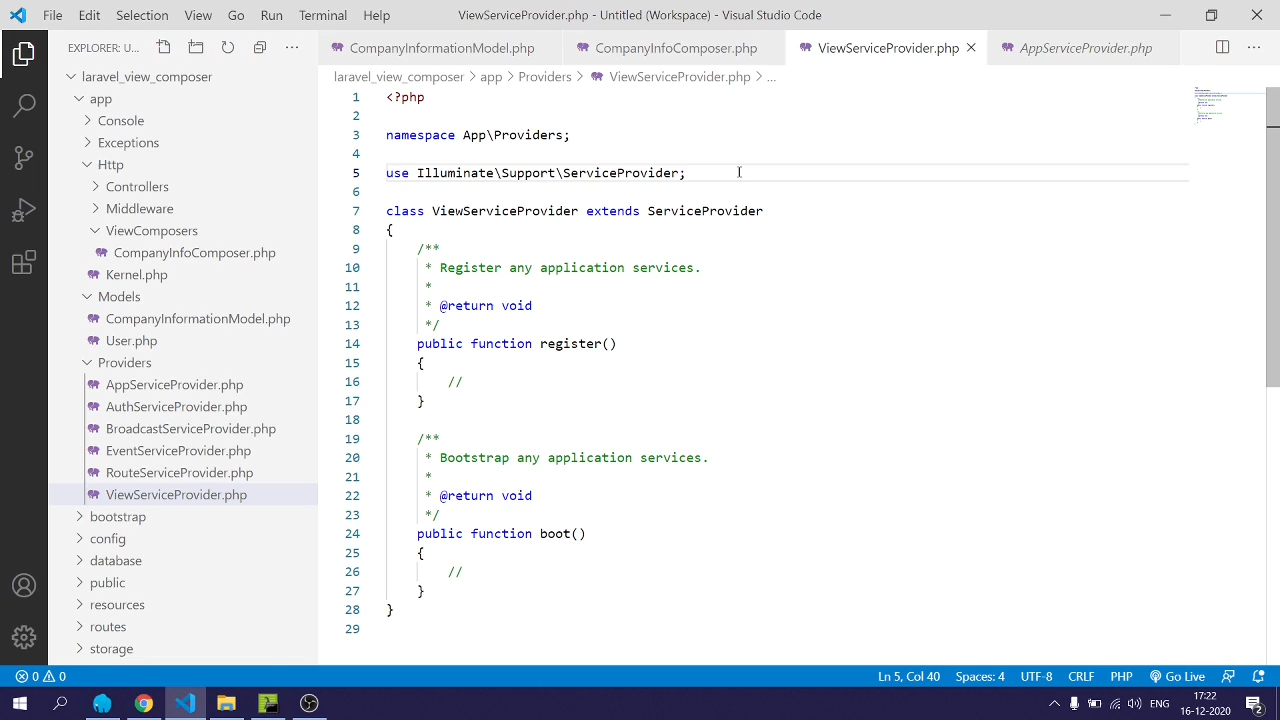 File Edit Selection View Go Run Terminal Help ViewServiceProvider.php - Untitled (Workspace) - Visual Studio Code
EXPLORER: U...
CompanyInformationModel.php CompanyInfoComposer.php ViewServiceProvider.php AppServiceProvider.php
laravel_view_composer > app > Providers > ViewServiceProvider.php > ...
laravel_view_composer
app
Console
Exceptions
Http
Controllers
Middleware
ViewComposers
CompanyInfoComposer.php
Kernel.php
Models
CompanyInformationModel.php
User.php
Providers
AppServiceProvider.php
AuthServiceProvider.php
BroadcastServiceProvider.php
EventServiceProvider.php
RouteServiceProvider.php
ViewServiceProvider.php
bootstrap
config
database
public
resources
routes
storage
1 <?php
2
3 namespace App\Providers;
4
5 use Illuminate\Support\ServiceProvider;
6
7 class ViewServiceProvider extends ServiceProvider
8 {
9 /**
10 * Register any application services.
11 *
12 * @return void
13 */
14 public function register()
15 {
16 //
17 }
18
19 /**
20 * Bootstrap any application services.
21 *
22 * @return void
23 */
24 public function boot()
25 {
26 //
27 }
28 }
29
0 0 Ln 5, Col 40 Spaces: 4 UTF-8 CRLF PHP Go Live
ENG 17:22
16-12-2020
2